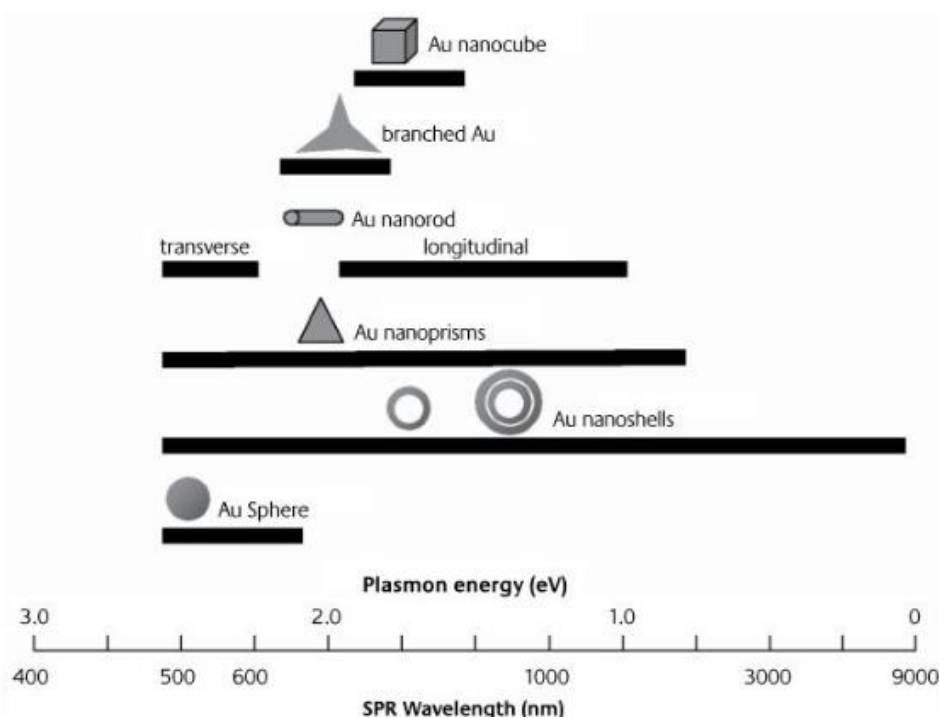 Au nanocube
branched Au
Au nanorod
transverse longitudinal
Au nanoprisms
Au nanoshells
Au Sphere
Plasmon energy (eV)
3.0 2.0 1.0 0
400 500 600 1000 3000 9000
SPR Wavelength (nm)